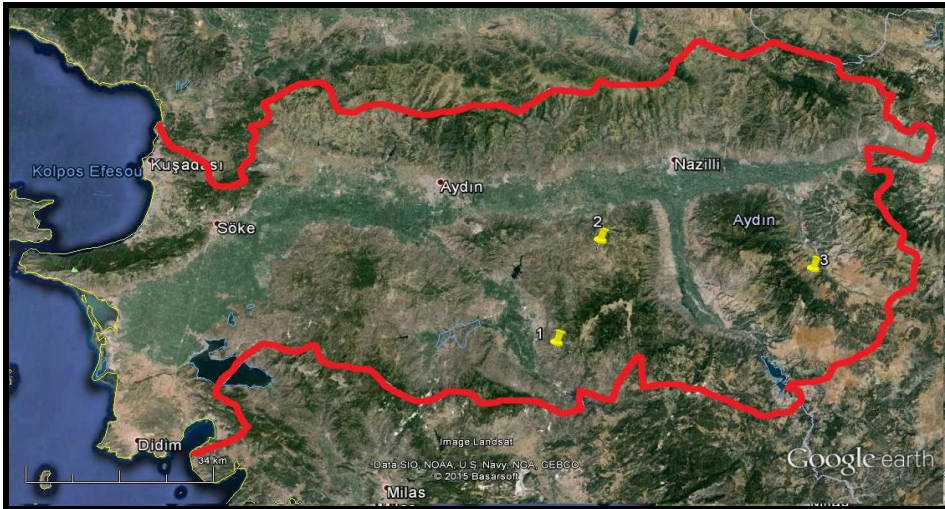 Kolpos Efesou
Kuşadası
Nazilli
Aydın
Söke
Aydın
2
3
1
Didim
34 km
Image Landsat
Data SIO, NOAA, U.S. Navy, NGA, GEBCO
© 2015 Basarsoft
Google earth
Milas